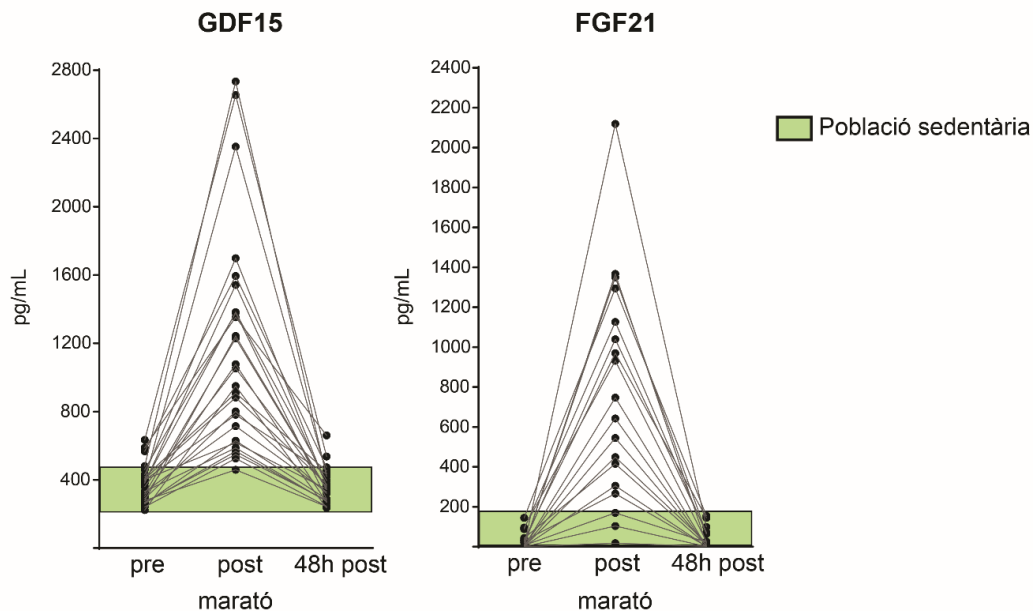 GDF15
2800
2400
2000
1600
1200
800
400
pg/mL
pre
post
48h post
marató
FGF21
2400
2200
2000
1800
1600
1400
1200
1000
800
600
400
200
pg/mL
pre
post
48h post
marató
Població sedentària